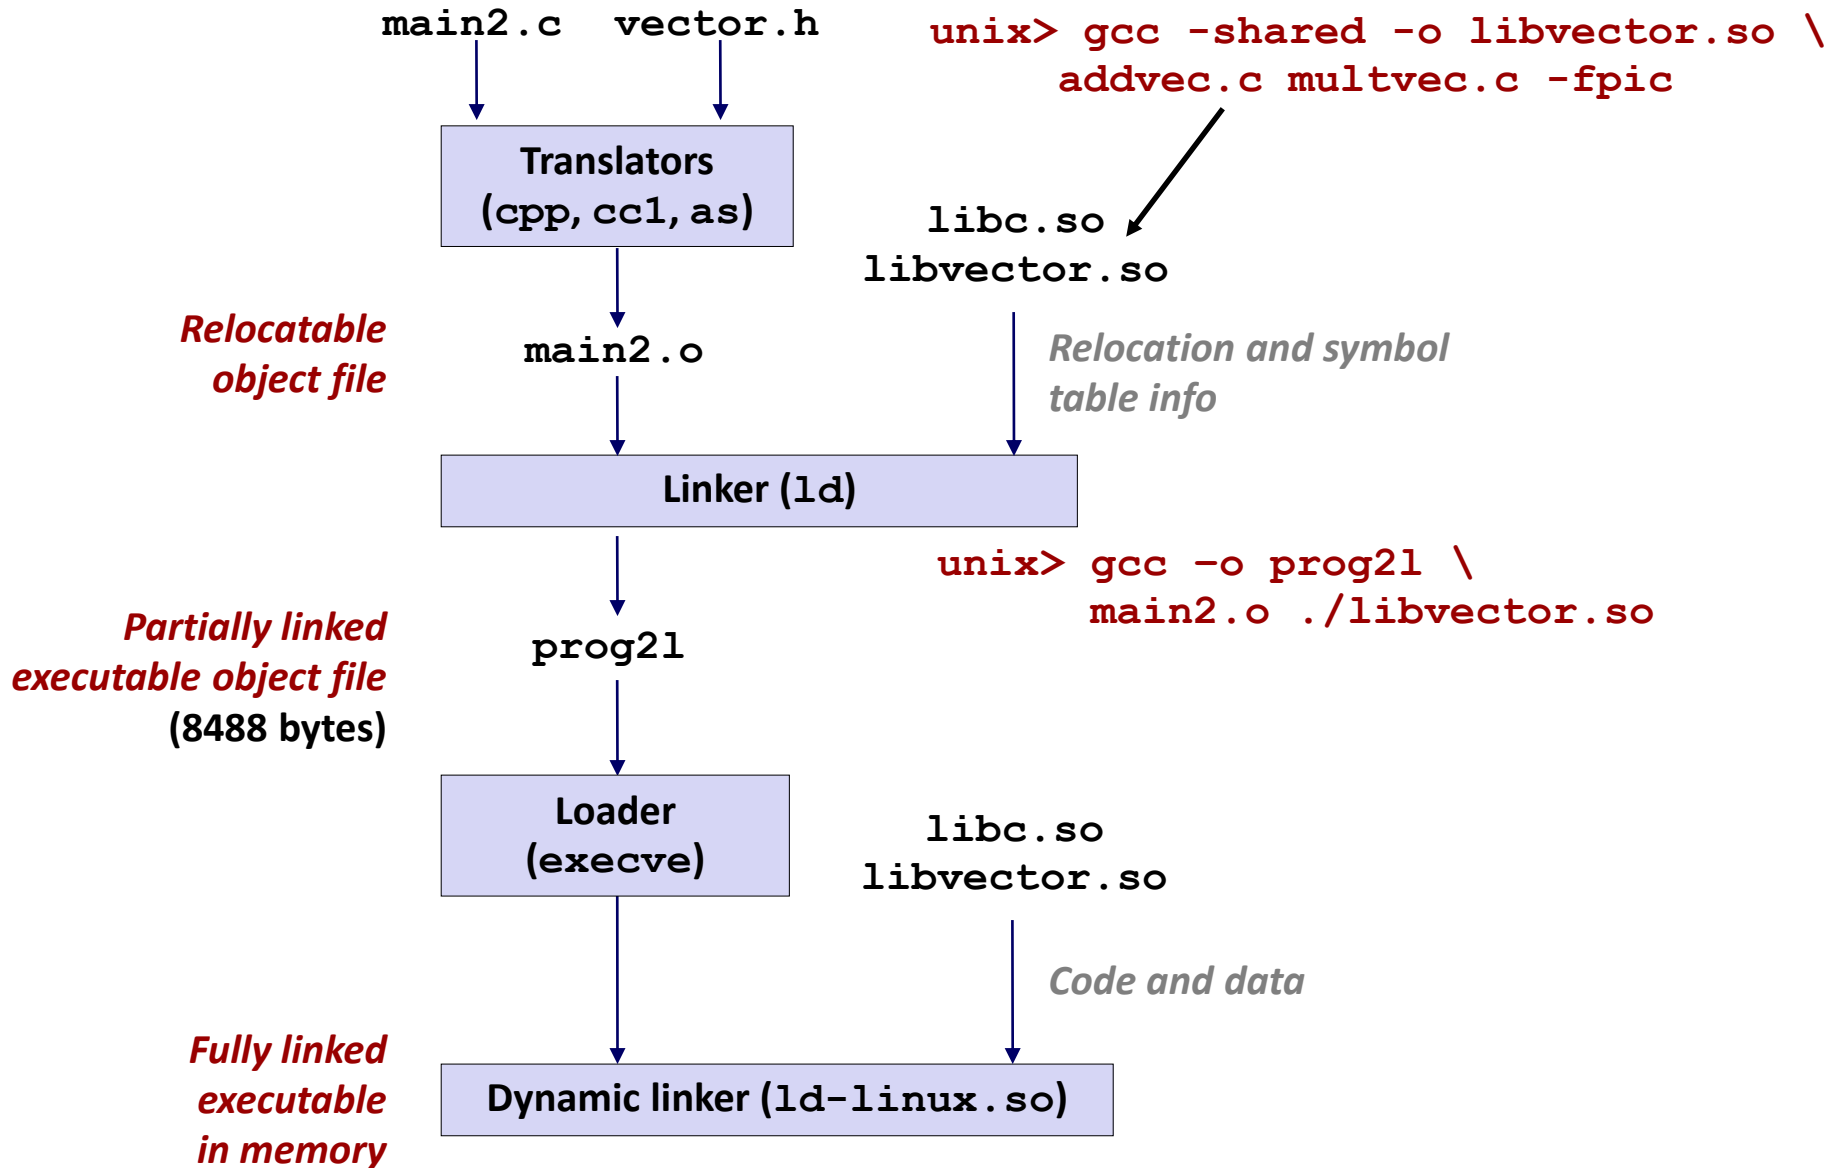 main2.c vector.h
unix> gcc -shared -o libvector.so \
addvec.c multvec.c -fpic
Translators
(cpp, cc1, as)
libc.so
libvector.so
Relocatable
object file
main2.o
Relocation and symbol
table info
Linker (ld)
unix> gcc –o prog2l \
main2.o ./libvector.so
Partially linked
executable object file
(8488 bytes)
prog2l
Loader
(execve)
libc.so
libvector.so
Code and data
Fully linked
executable
in memory
Dynamic linker (ld-linux.so)